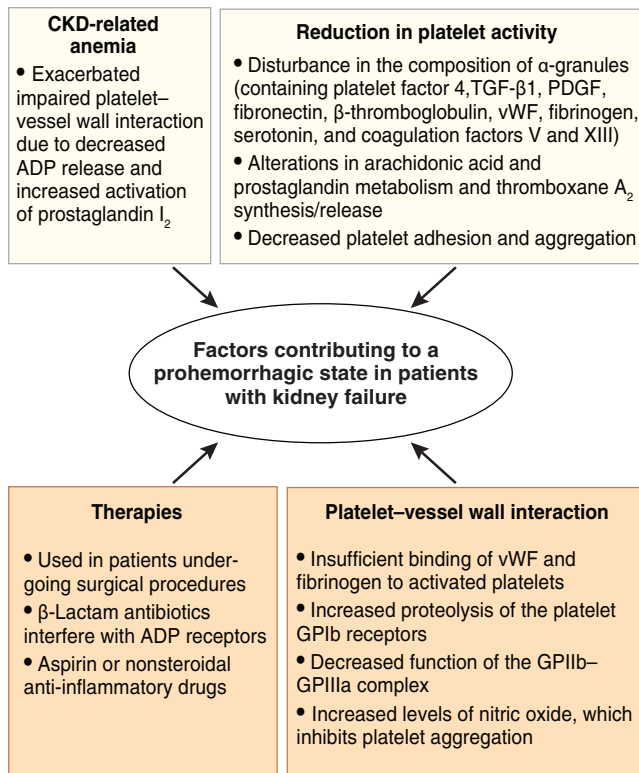 CKD-related
anemia
• Exacerbated
impaired platelet–
vessel wall interaction
due to decreased
ADP release and
increased activation
of prostaglandin I2
Reduction in platelet activity
• Disturbance in the composition of α-granules
(containing platelet factor 4,TGF-β1, PDGF,
fibronectin, β-thromboglobulin, vWF, fibrinogen,
serotonin, and coagulation factors V and XIII)
• Alterations in arachidonic acid and
prostaglandin metabolism and thromboxane A2
synthesis/release
• Decreased platelet adhesion and aggregation
Factors contributing to a
prohemorrhagic state in patients
with kidney failure
Therapies
• Used in patients under-
going surgical procedures
• β-Lactam antibiotics
interfere with ADP receptors
• Aspirin or nonsteroidal
anti-inflammatory drugs
Platelet–vessel wall interaction
• Insufficient binding of vWF and
fibrinogen to activated platelets
• Increased proteolysis of the platelet
GPIb receptors
• Decreased function of the GPIIb–
GPIIIa complex
• Increased levels of nitric oxide, which
inhibits platelet aggregation